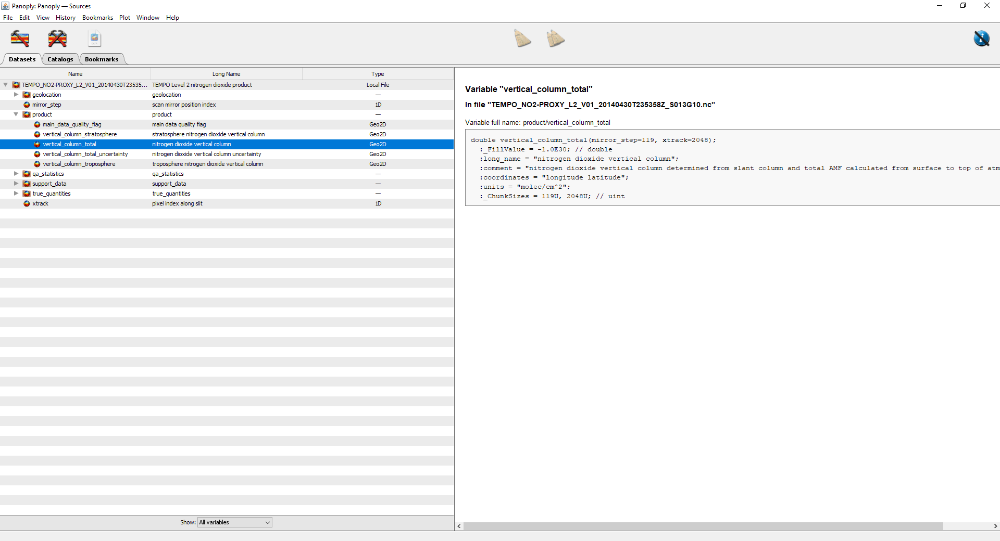 Panoply: Panoply — Sources
File Edit View History Bookmarks Plot Window Help
Datasets Catalogs Bookmarks
Name Long Name Type
TEMPO_NO2-PROXY_L2_V01_20140430T23535... TEMPO Level 2 nitrogen dioxide product Local File
geolocation geolocation —
mirror_step scan mirror position index 1D
product product —
main_data_quality_flag main data quality flag Geo2D
vertical_column_stratosphere stratosphere nitrogen dioxide vertical column Geo2D
vertical_column_total nitrogen dioxide vertical column Geo2D
vertical_column_total_uncertainty nitrogen dioxide vertical column uncertainty Geo2D
vertical_column_troposphere troposphere nitrogen dioxide vertical column Geo2D
qa_statistics qa_statistics —
support_data support_data —
true_quantities true_quantities —
xtrack pixel index along slit 1D
Show: All variables
Variable "vertical_column_total"
In file "TEMPO_NO2-PROXY_L2_V01_20140430T235358Z_S013G10.nc"
Variable full name: product/vertical_column_total
double vertical_column_total(mirror_step=119, xtrack=2048);
:_FillValue = -1.0E30; // double
:long_name = "nitrogen dioxide vertical column";
:comment = "nitrogen dioxide vertical column determined from slant column and total AMF calculated from surface to top of atm
:coordinates = "longitude latitude";
:units = "molec/cm^2";
:_ChunkSizes = 119U, 2048U; // uint